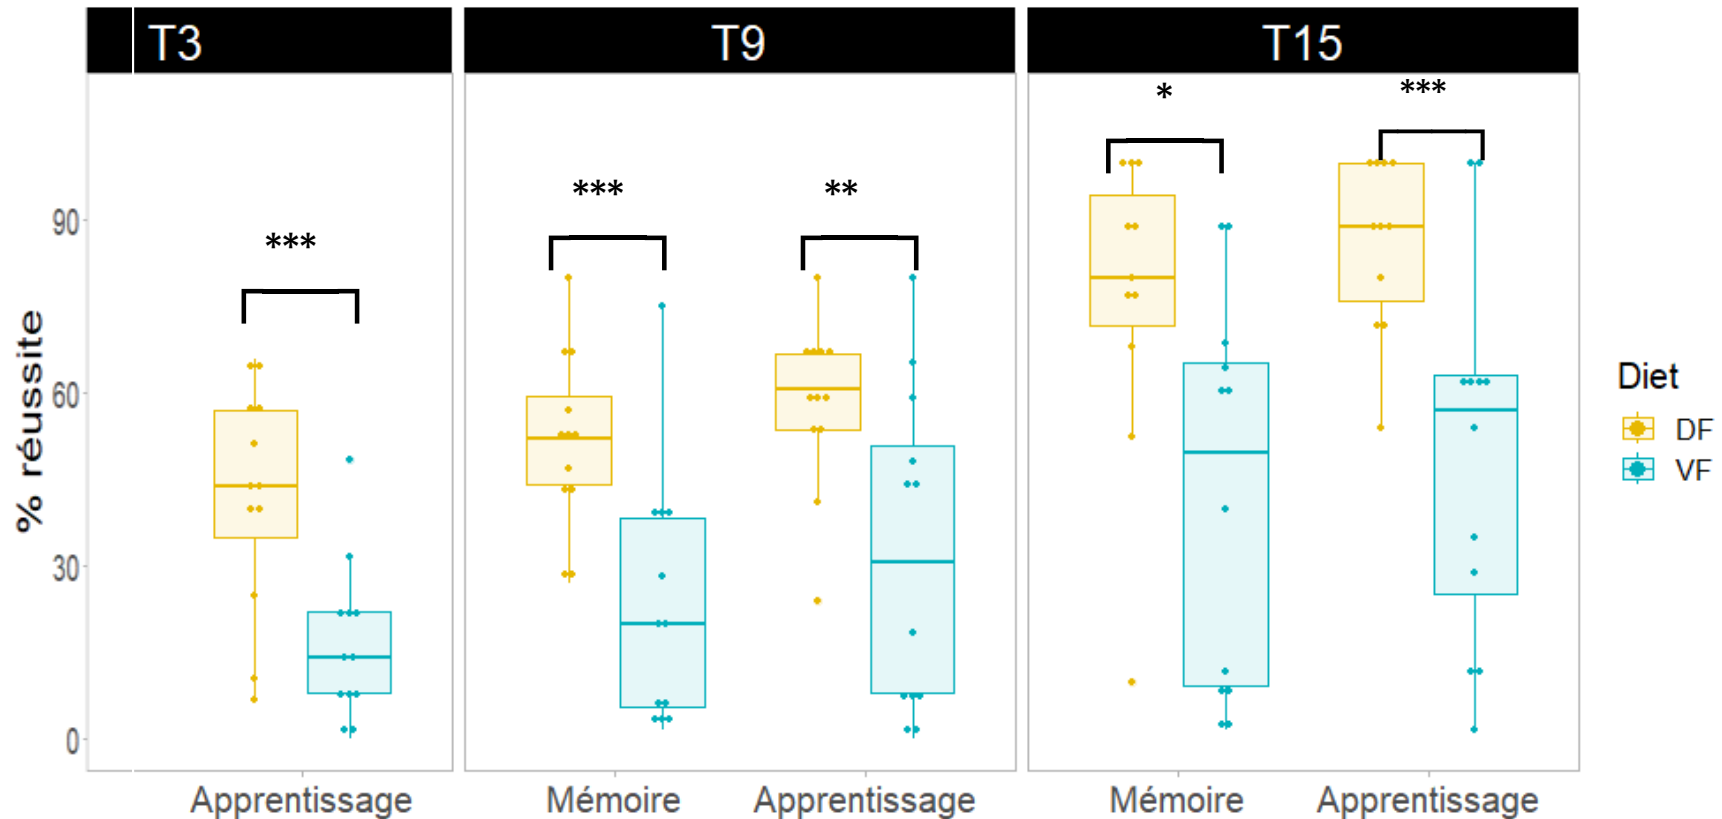 T3 T9 T15
* ***
*** **
***
90
60
30
0
% réussite
Diet
DF
VF
Apprentissage Mémoire Apprentissage Mémoire Apprentissage